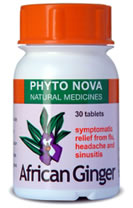 PHYTO NOVA
NATURAL MEDICINES
30 tablets
symptomatic
relief from flu,
headache and
sinusitis
African Ginger